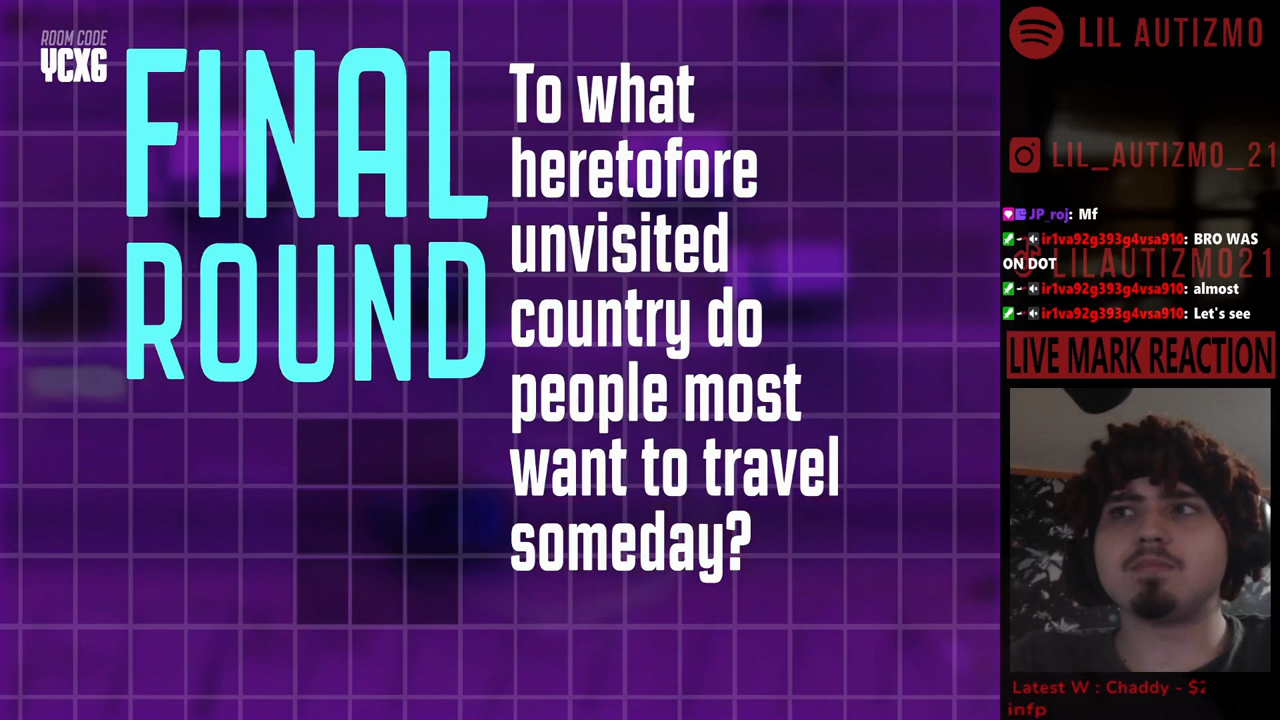 ROOM CODE
YCXG
FINAL
ROUND
To what
heretofore
unvisited
country do
people most
want to travel
someday?
LIL AUTIZMO
LIL_AUTIZMO_21
JP_roj: Mf
ir1va92g393g4vsa910: BRO WAS
ON DOT
LILAUTIZMO21
ir1va92g393g4vsa910: almost
ir1va92g393g4vsa910: Let's see
LIVE MARK REACTION
Latest W : Chaddy - $2
infp